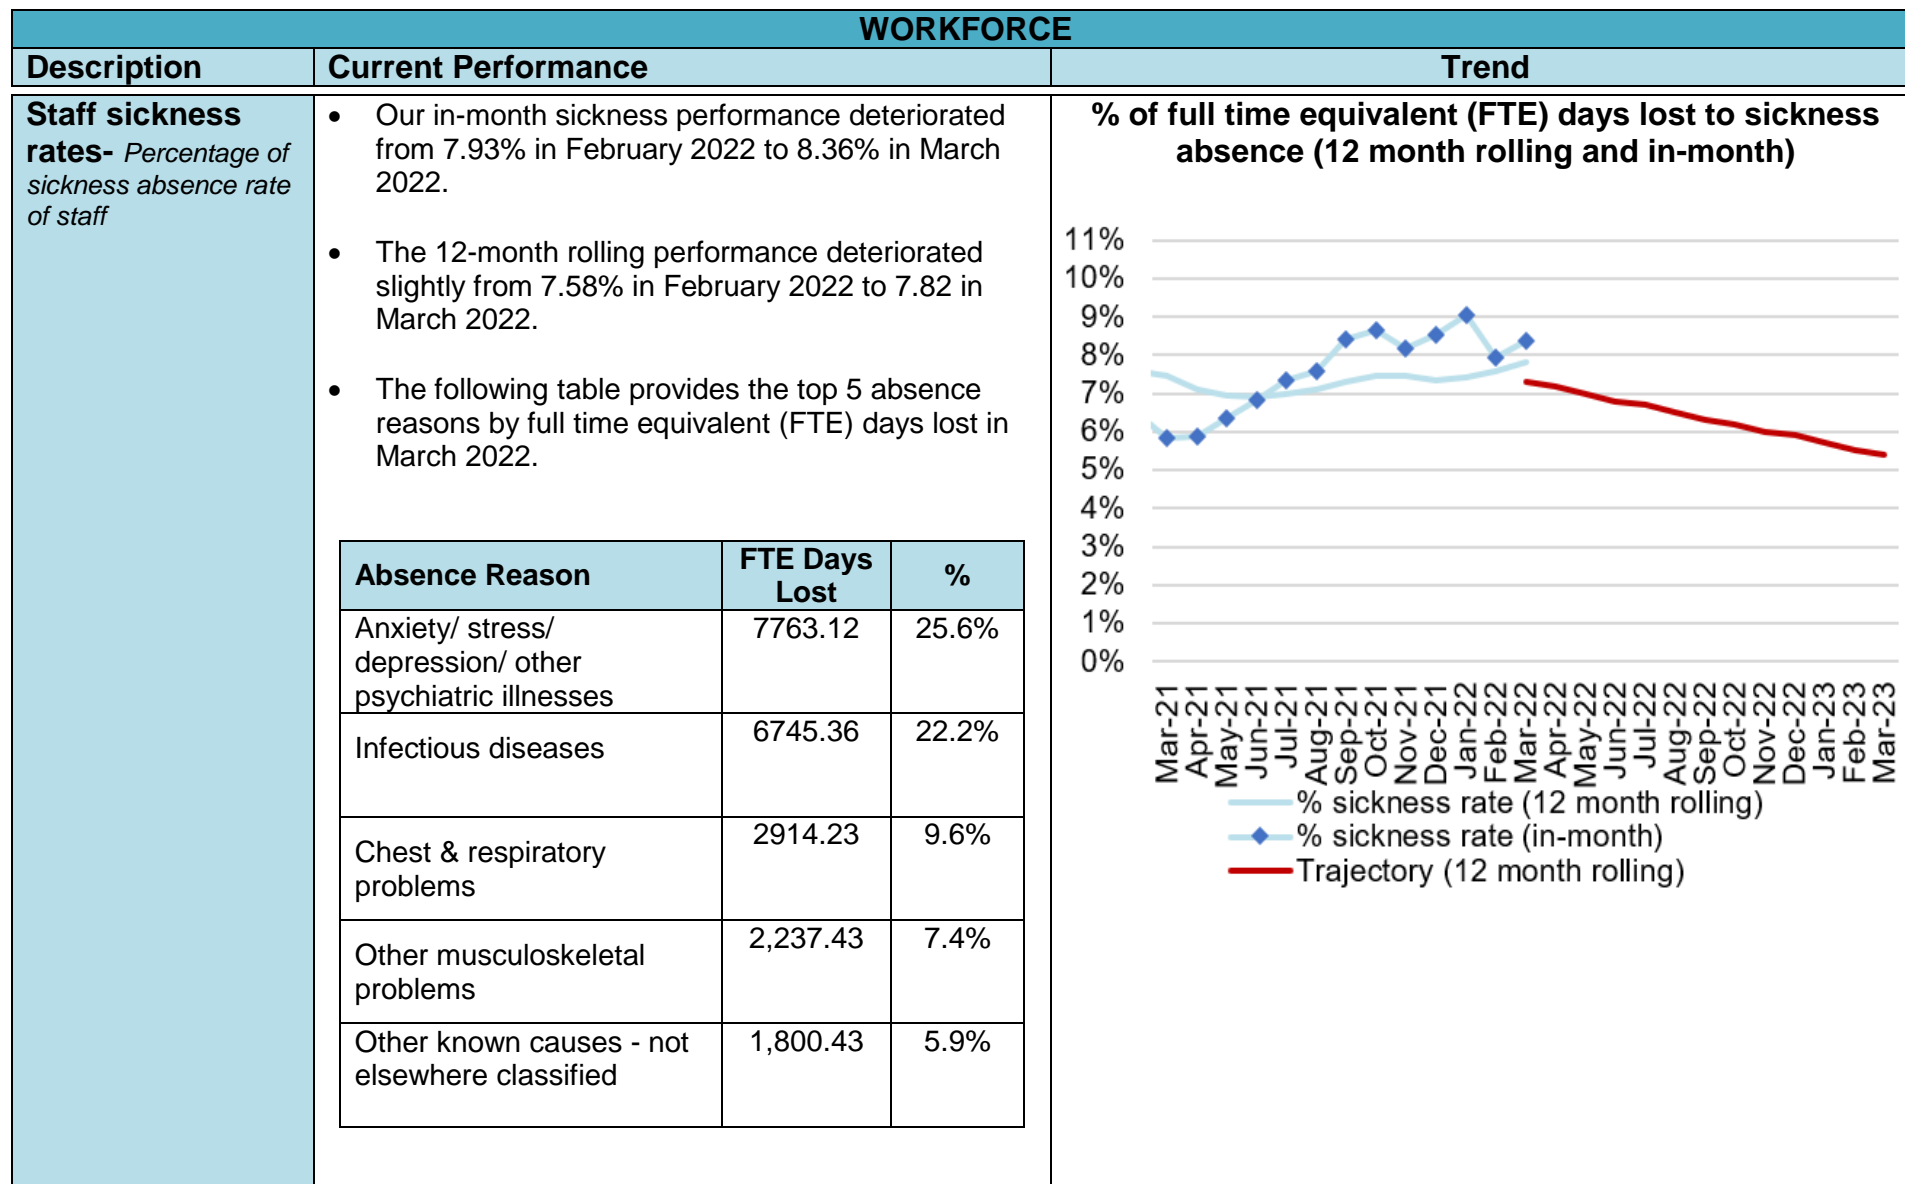 WORKFORCE
Description
Current Performance
Trend
Staff sickness
rates- Percentage of
sickness absence rate
of staff
• Our in-month sickness performance deteriorated
from 7.93% in February 2022 to 8.36% in March
2022.
• The 12-month rolling performance deteriorated
slightly from 7.58% in February 2022 to 7.82 in
March 2022.
• The following table provides the top 5 absence
reasons by full time equivalent (FTE) days lost in
March 2022.
Absence Reason
FTE Days
Lost
%
Anxiety/ stress/
depression/ other
psychiatric illnesses
7763.12
25.6%
Infectious diseases
6745.36
22.2%
Chest & respiratory
problems
2914.23
9.6%
Other musculoskeletal
problems
2,237.43
7.4%
Other known causes - not
elsewhere classified
1,800.43
5.9%
% of full time equivalent (FTE) days lost to sickness
absence (12 month rolling and in-month)
11%
10%
9%
8%
7%
6%
5%
4%
3%
2%
1%
0%
Mar-21
Apr-21
May-21
Jun-21
Jul-21
Aug-21
Sep-21
Oct-21
Nov-21
Dec-21
Jan-22
Feb-22
Mar-22
Apr-22
May-22
Jun-22
Jul-22
Aug-22
Sep-22
Oct-22
Nov-22
Dec-22
Jan-23
Feb-23
Mar-23
% sickness rate (12 month rolling)
% sickness rate (in-month)
Trajectory (12 month rolling)